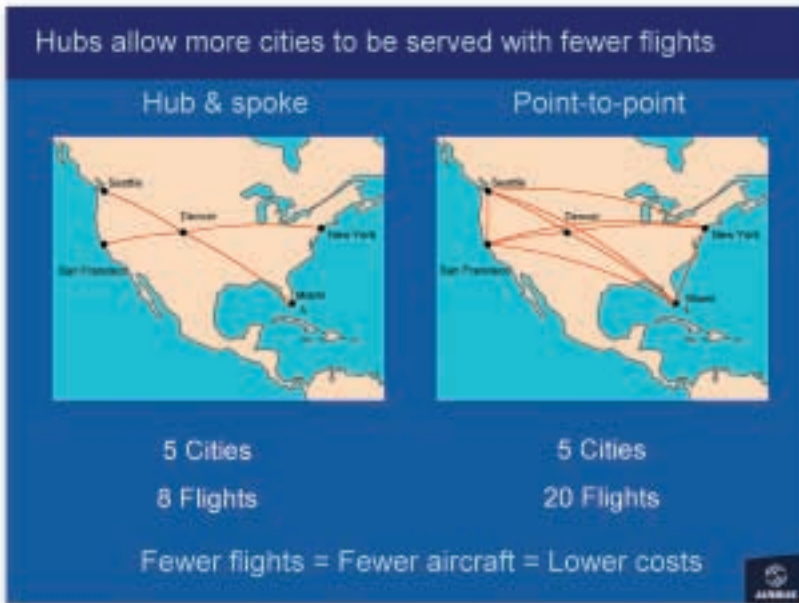 Hubs allow more cities to be served with fewer flights
Hub & spoke
Point-to-point
Seattle
Denver
New York
San Francisco
Miami
Seattle
Denver
New York
San Francisco
Miami
5 Cities
8 Flights
5 Cities
20 Flights
Fewer flights = Fewer aircraft = Lower costs
AIRBUS